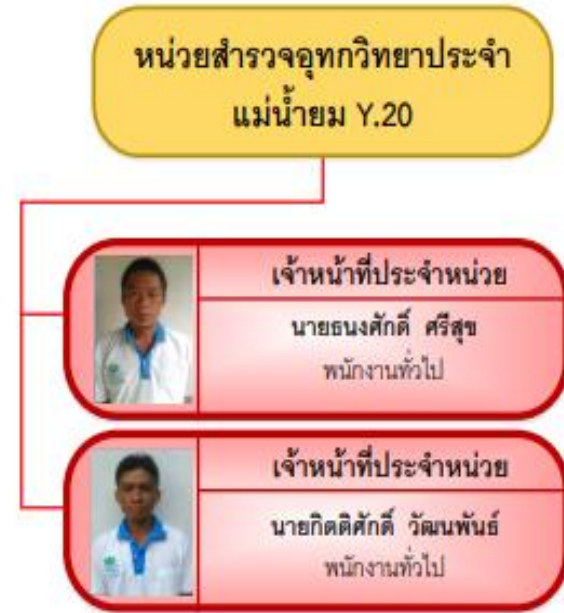 หน่วยสำรวจอุทกวิทยาประจำ
แม่น้ำยม Y.20
เจ้าหน้าที่ประจำหน่วย
นายธนงศักดิ์ ศรีสุข
พนักงานทั่วไป
เจ้าหน้าที่ประจำหน่วย
นายกิตติศักดิ์ วัฒนพันธ์
พนักงานทั่วไป